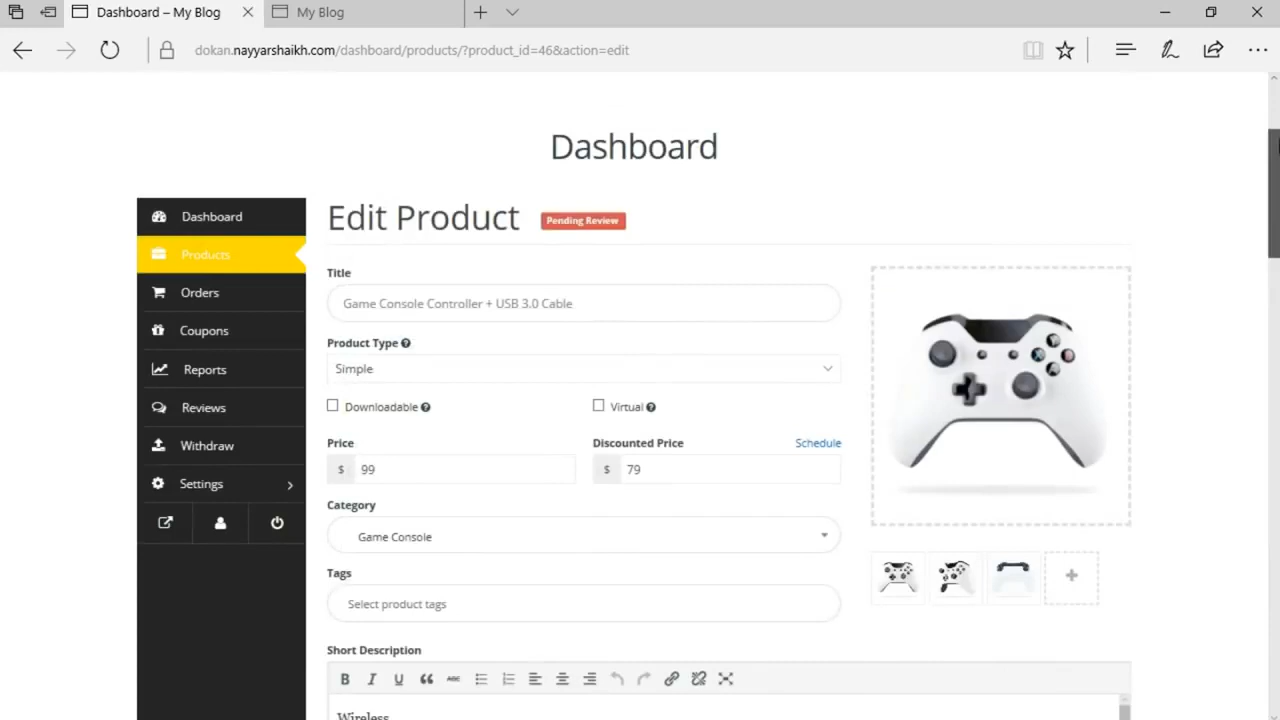 Dashboard – My Blog
My Blog
dokan.nayyarshaikh.com/dashboard/products/?product_id=46&action=edit
Dashboard
Dashboard
Products
Orders
Coupons
Reports
Reviews
Withdraw
Settings
Edit Product Pending Review
Title
Game Console Controller + USB 3.0 Cable
Product Type
Simple
Downloadable Virtual
Price Discounted Price Schedule
$ 99 $ 79
Category
Game Console
Tags
Select product tags
Short Description
B I U ABC
Wireless